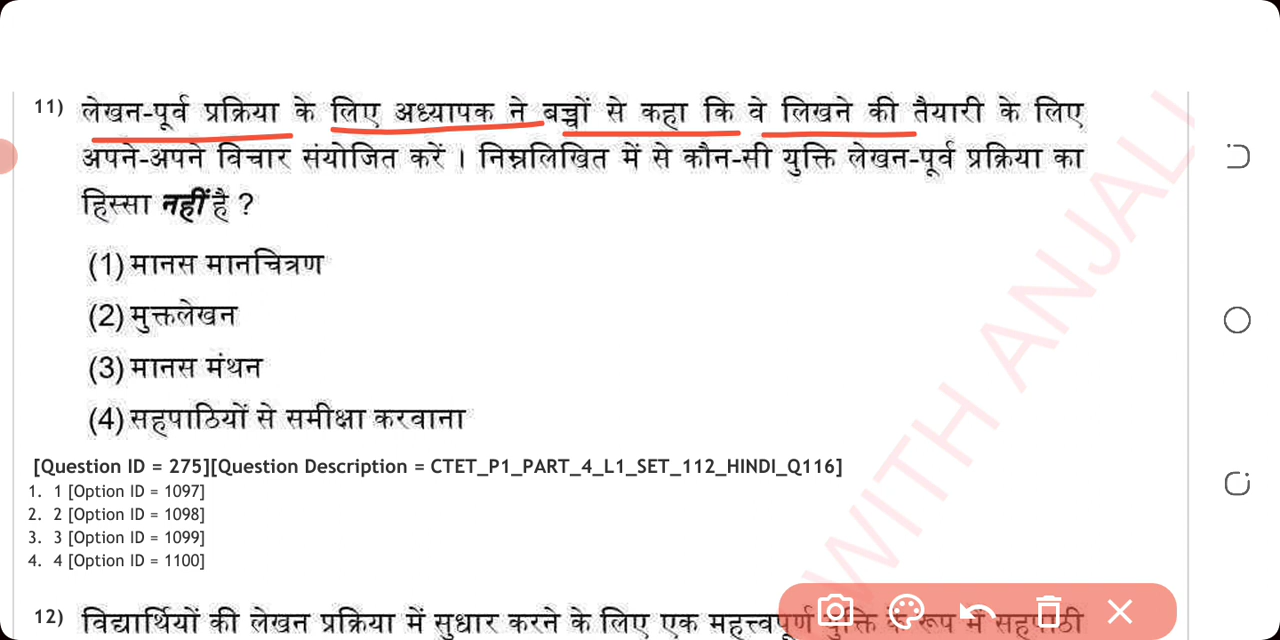 11) लेखन-पूर्व प्रक्रिया के लिए अध्यापक ने बच्चों से कहा कि वे लिखने की तैयारी के लिए
अपने-अपने विचार संयोजित करें । निम्नलिखित में से कौन-सी युक्ति लेखन-पूर्व प्रक्रिया का
हिस्सा नहीं है ?
(1) मानस मानचित्रण
(2) मुक्तलेखन
(3) मानस मंथन
(4) सहपाठियों से समीक्षा करवाना
[Question ID = 275][Question Description = CTET_P1_PART_4_L1_SET_112_HINDI_Q116]
1. 1 [Option ID = 1097]
2. 2 [Option ID = 1098]
3. 3 [Option ID = 1099]
4. 4 [Option ID = 1100]
12) विद्यार्थियों की लेखन प्रक्रिया में सुधार करने के लिए एक महत्त्वपूर्ण युक्ति के रूप में सहपाठी
WITH ANJALI